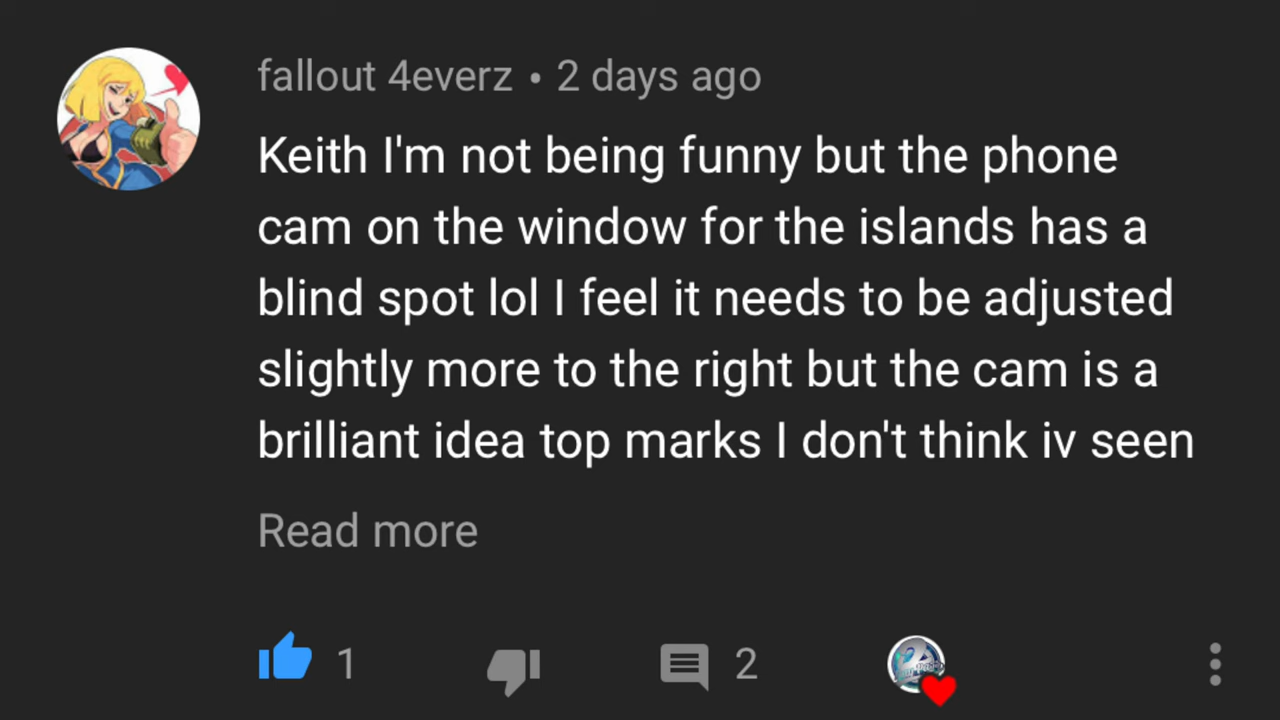 fallout 4everz • 2 days ago
Keith I'm not being funny but the phone
cam on the window for the islands has a
blind spot lol I feel it needs to be adjusted
slightly more to the right but the cam is a
brilliant idea top marks I don't think iv seen
Read more
1
2